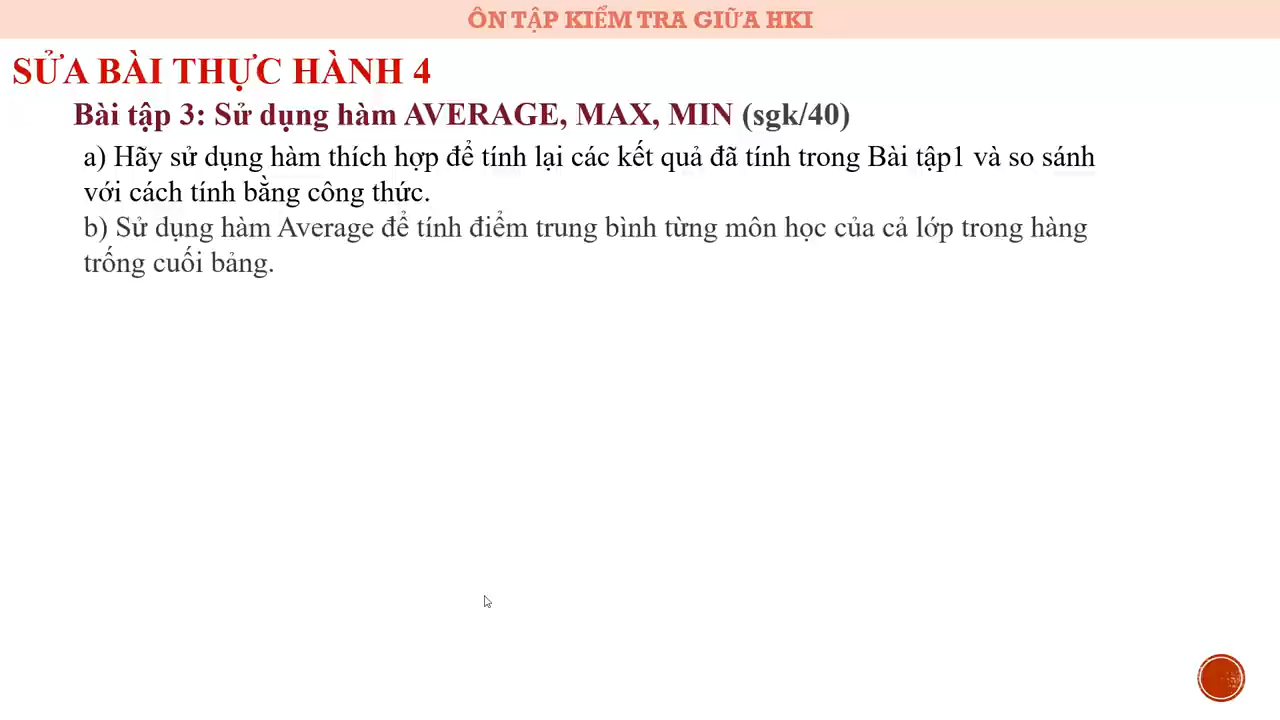 ÔN TẬP KIỂM TRA GIỮA HKI
SỬA BÀI THỰC HÀNH 4
Bài tập 3: Sử dụng hàm AVERAGE, MAX, MIN (sgk/40)
a) Hãy sử dụng hàm thích hợp để tính lại các kết quả đã tính trong Bài tập1 và so sánh
với cách tính bằng công thức.
b) Sử dụng hàm Average để tính điểm trung bình từng môn học của cả lớp trong hàng
trống cuối bảng.